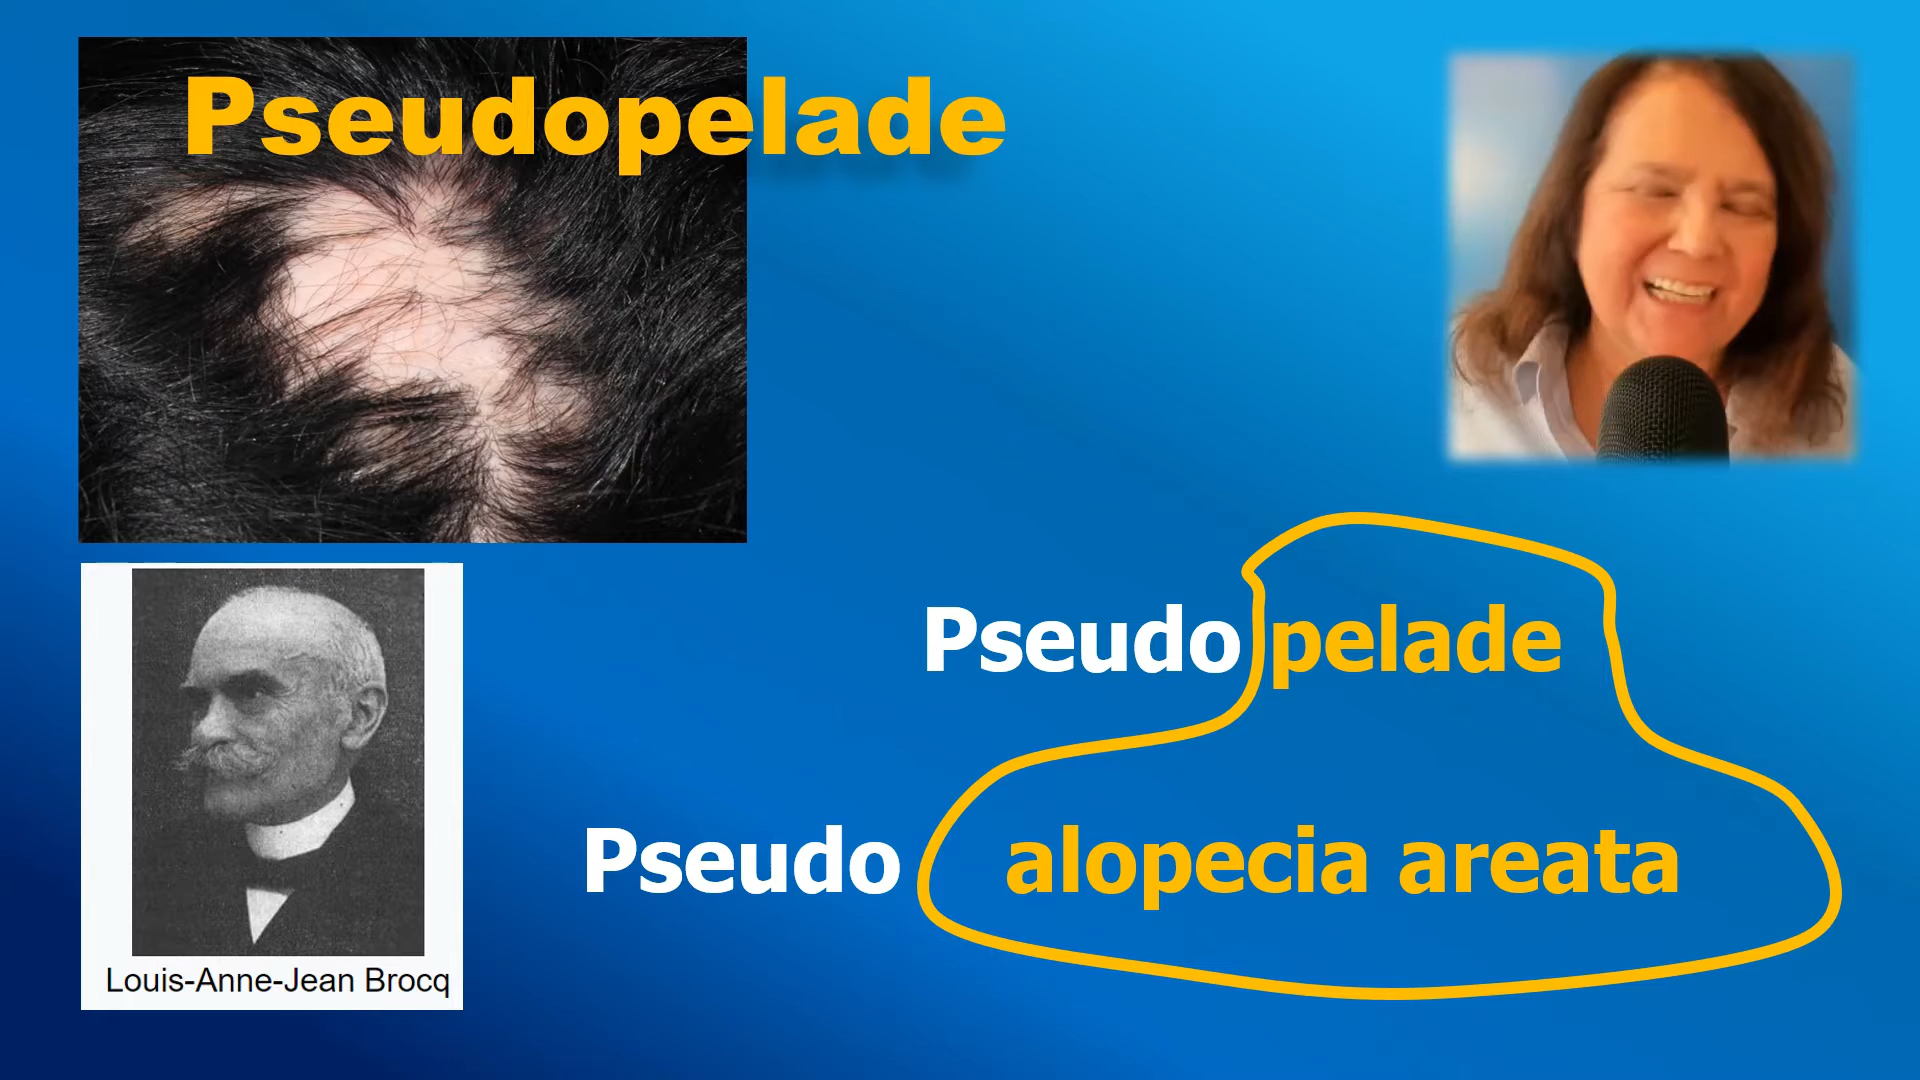 Pseudopelade
Louis-Anne-Jean Brocq
Pseudo pelade
Pseudo alopecia areata